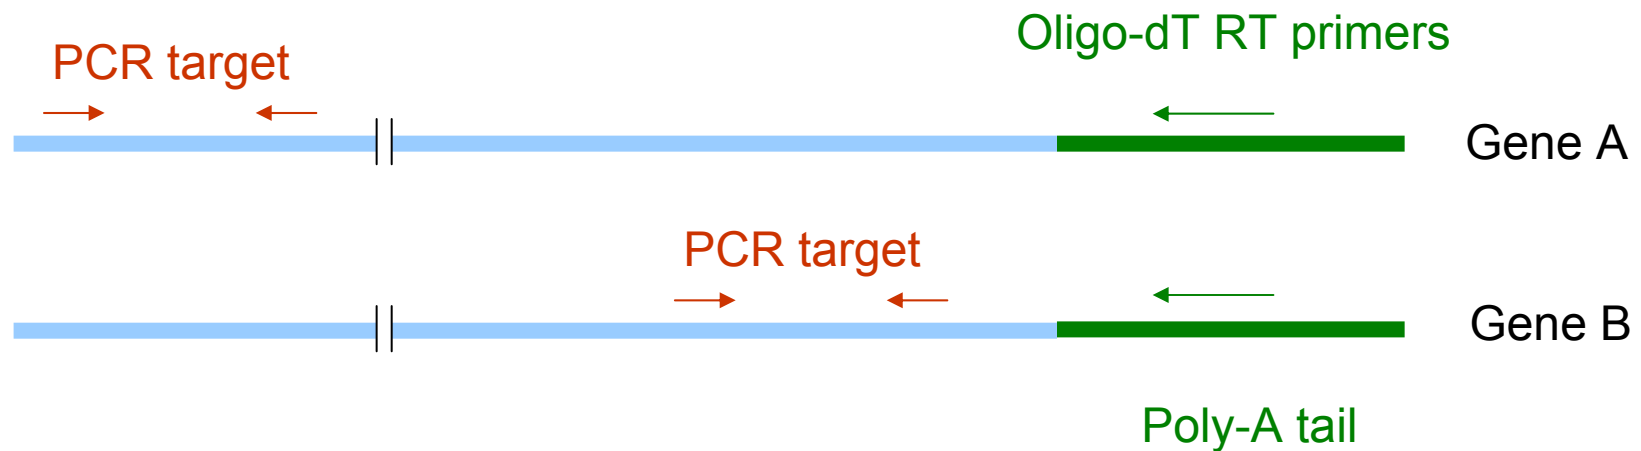 Oligo-dT RT primers
PCR target
Gene A
PCR target
Gene B
Poly-A tail